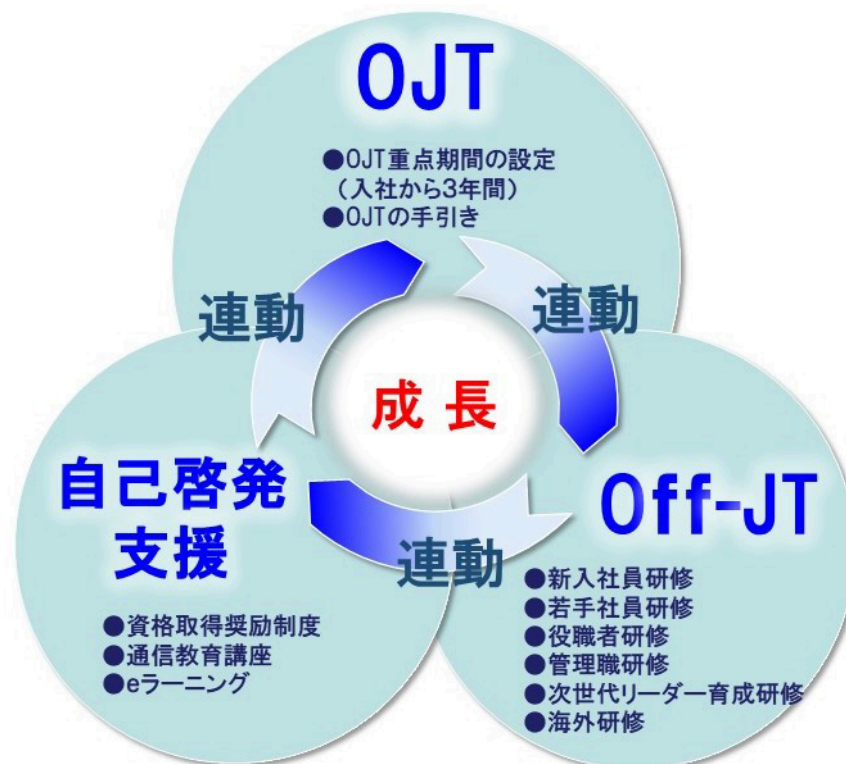 OJT
●OJT重点期間の設定
（入社から3年間）
●OJTの手引き
連動
連動
成長
自己啓発
支援
●資格取得奨励制度
●通信教育講座
●eラーニング
連動
Off-JT
●新入社員研修
●若手社員研修
●役職者研修
●管理職研修
●次世代リーダー育成研修
●海外研修